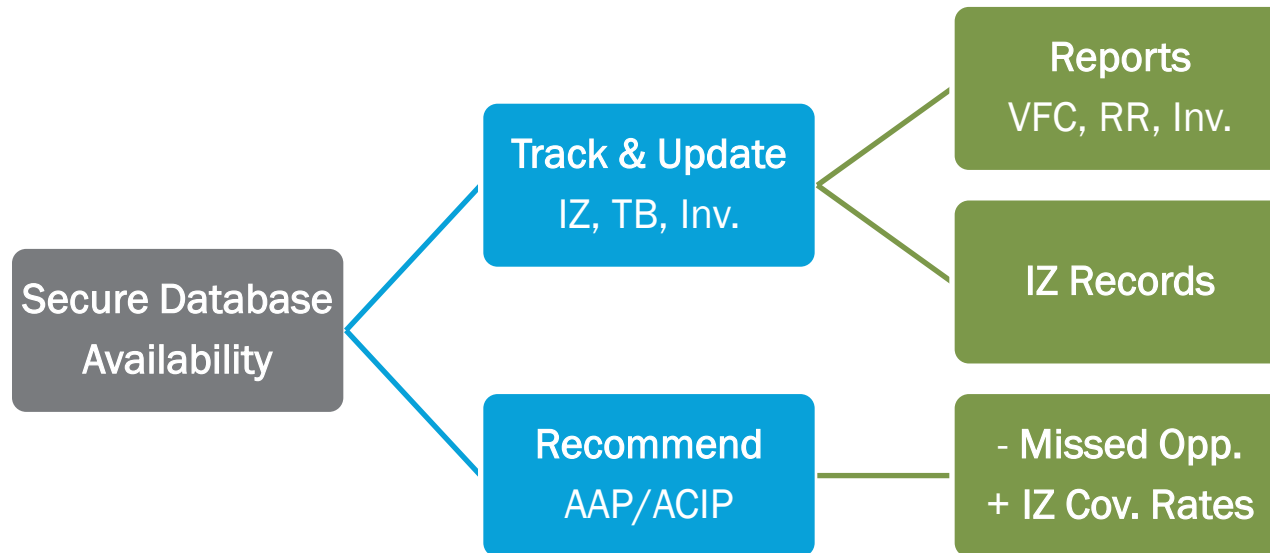 Secure Database
Availability
Track & Update
IZ, TB, Inv.
Recommend
AAP/ACIP
Reports
VFC, RR, Inv.
IZ Records
- Missed Opp.
+ IZ Cov. Rates